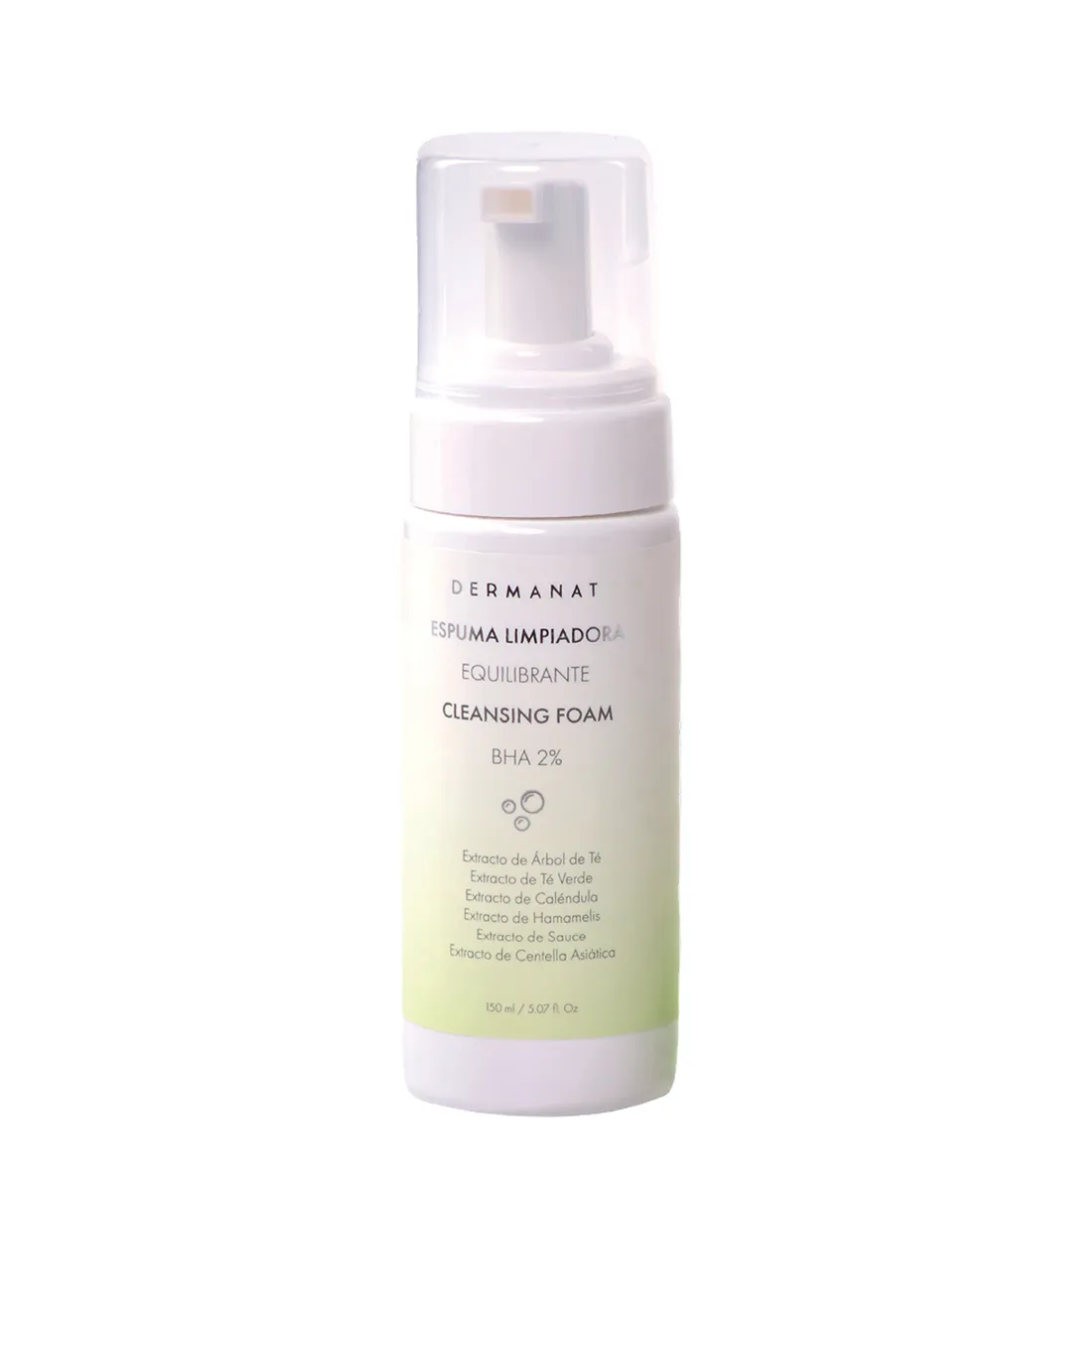 DERMANAT
ESPUMA LIMPIADORA
EQUILIBRANTE
CLEANSING FOAM
BHA 2%
Extracto de Árbol de Té
Extracto de Té Verde
Extracto de Caléndula
Extracto de Hamamelis
Extracto de Sauce
Extracto de Centella Asiática
150 ml / 5.07 fl. Oz